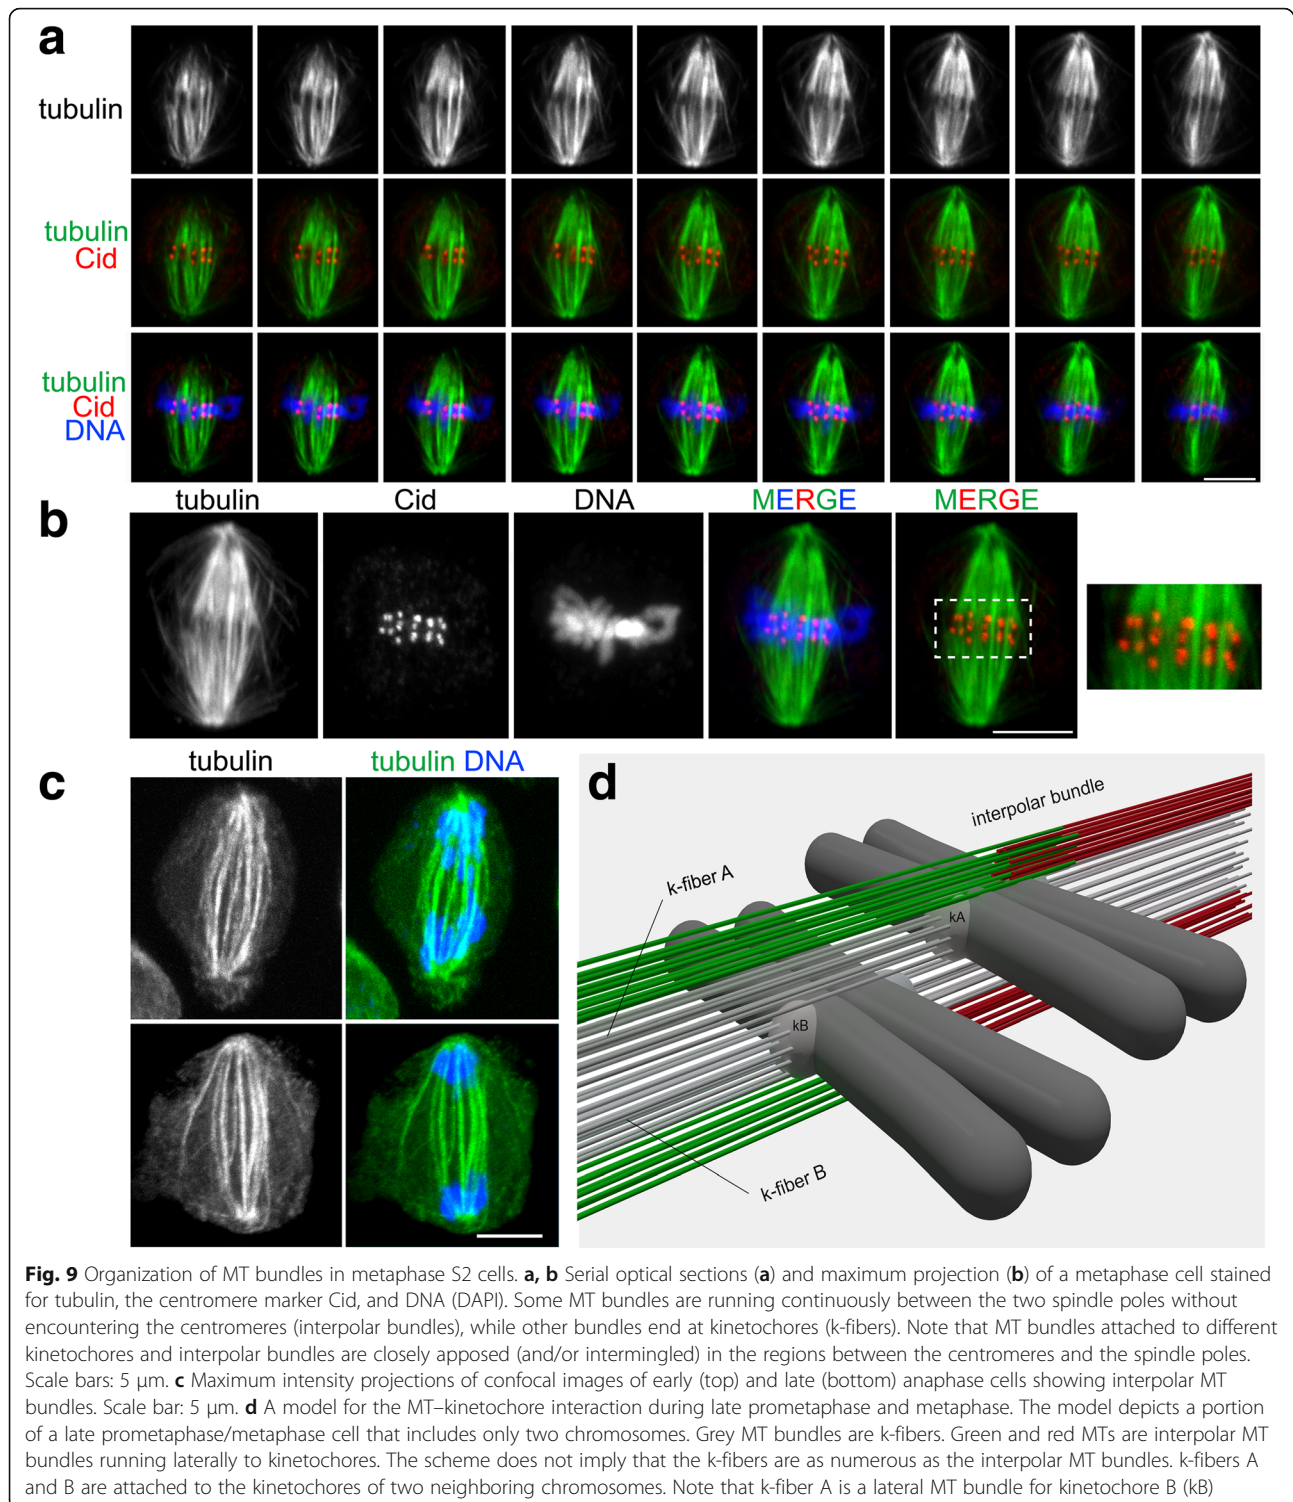 a
tubulin
tubulin
Cid
tubulin
Cid
DNA
b
tubulin Cid DNA MERGE MERGE
c
tubulin tubulin DNA
d
interpolar bundle
k-fiber A
kA
kB
k-fiber B
Fig. 9 Organization of MT bundles in metaphase S2 cells. a, b Serial optical sections (a) and maximum projection (b) of a metaphase cell stained
for tubulin, the centromere marker Cid, and DNA (DAPI). Some MT bundles are running continuously between the two spindle poles without
encountering the centromeres (interpolar bundles), while other bundles end at kinetochores (k-fibers). Note that MT bundles attached to different
kinetochores and interpolar bundles are closely apposed (and/or intermingled) in the regions between the centromeres and the spindle poles.
Scale bars: 5 μm. c Maximum intensity projections of confocal images of early (top) and late (bottom) anaphase cells showing interpolar MT
bundles. Scale bar: 5 μm. d A model for the MT–kinetochore interaction during late prometaphase and metaphase. The model depicts a portion
of a late prometaphase/metaphase cell that includes only two chromosomes. Grey MT bundles are k-fibers. Green and red MTs are interpolar MT
bundles running laterally to kinetochores. The scheme does not imply that the k-fibers are as numerous as the interpolar MT bundles. k-fibers A
and B are attached to the kinetochores of two neighboring chromosomes. Note that k-fiber A is a lateral MT bundle for kinetochore B (kB)